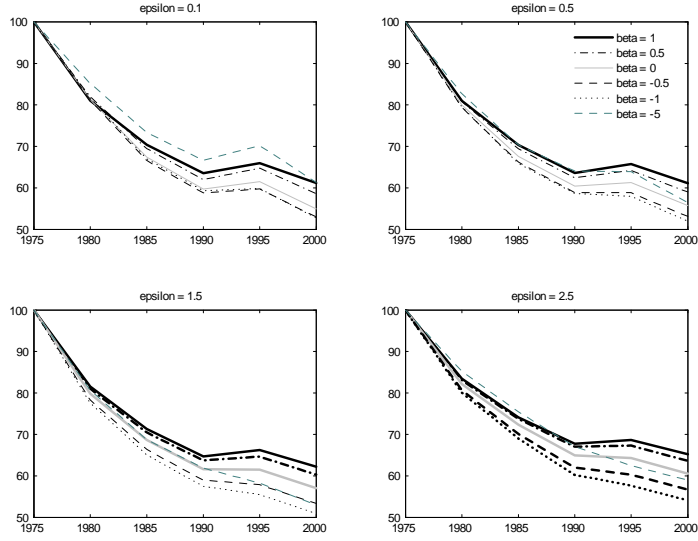 epsilon = 0.1
100
90
80
70
60
50
1975 1980 1985 1990 1995 2000
epsilon = 0.5
100
90
80
70
60
50
1975 1980 1985 1990 1995 2000
beta = 1
beta = 0.5
beta = 0
beta = -0.5
beta = -1
beta = -5
epsilon = 1.5
100
90
80
70
60
50
1975 1980 1985 1990 1995 2000
epsilon = 2.5
100
90
80
70
60
50
1975 1980 1985 1990 1995 2000